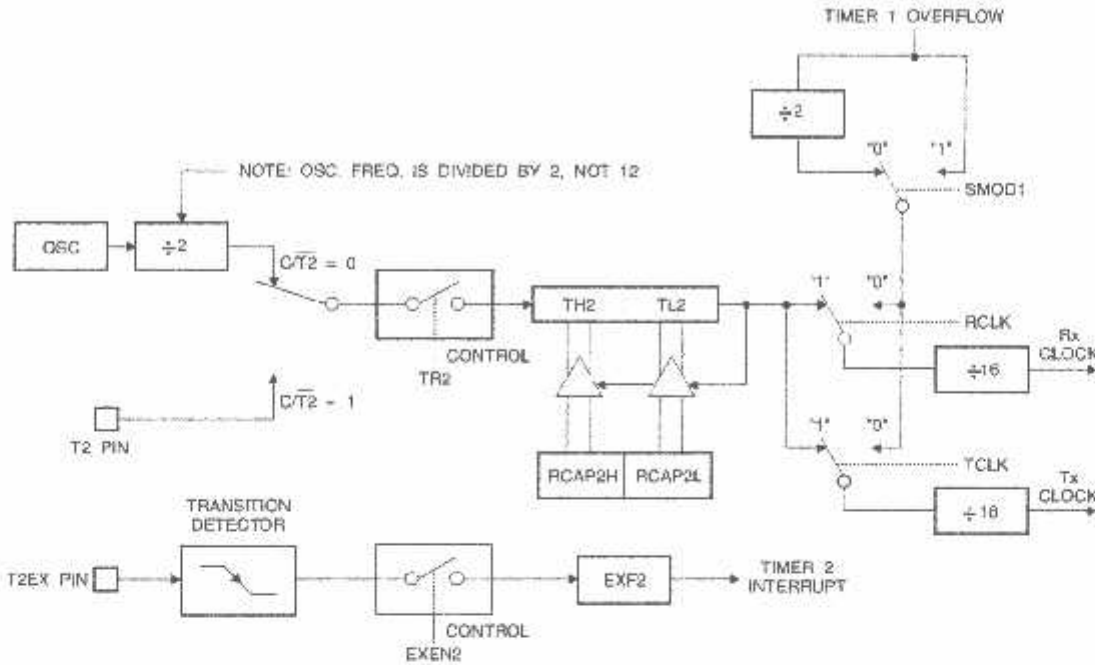 TIMER 1 OVERFLOW
÷2
"0" "1"
SMOD1
NOTE: OSC. FREQ. IS DIVIDED BY 2, NOT 12
OSC
÷2
C/T2̅ = 0
TH2 TL2
CONTROL
TR2
"1" "0"
RCLK
Rx
CLOCK
÷16
C/T2̅ = 1
T2 PIN
RCAP2H RCAP2L
"1" "0"
TCLK
Tx
CLOCK
÷16
TRANSITION
DETECTOR
T2EX PIN
EXF2
TIMER 2
INTERRUPT
CONTROL
EXEN2